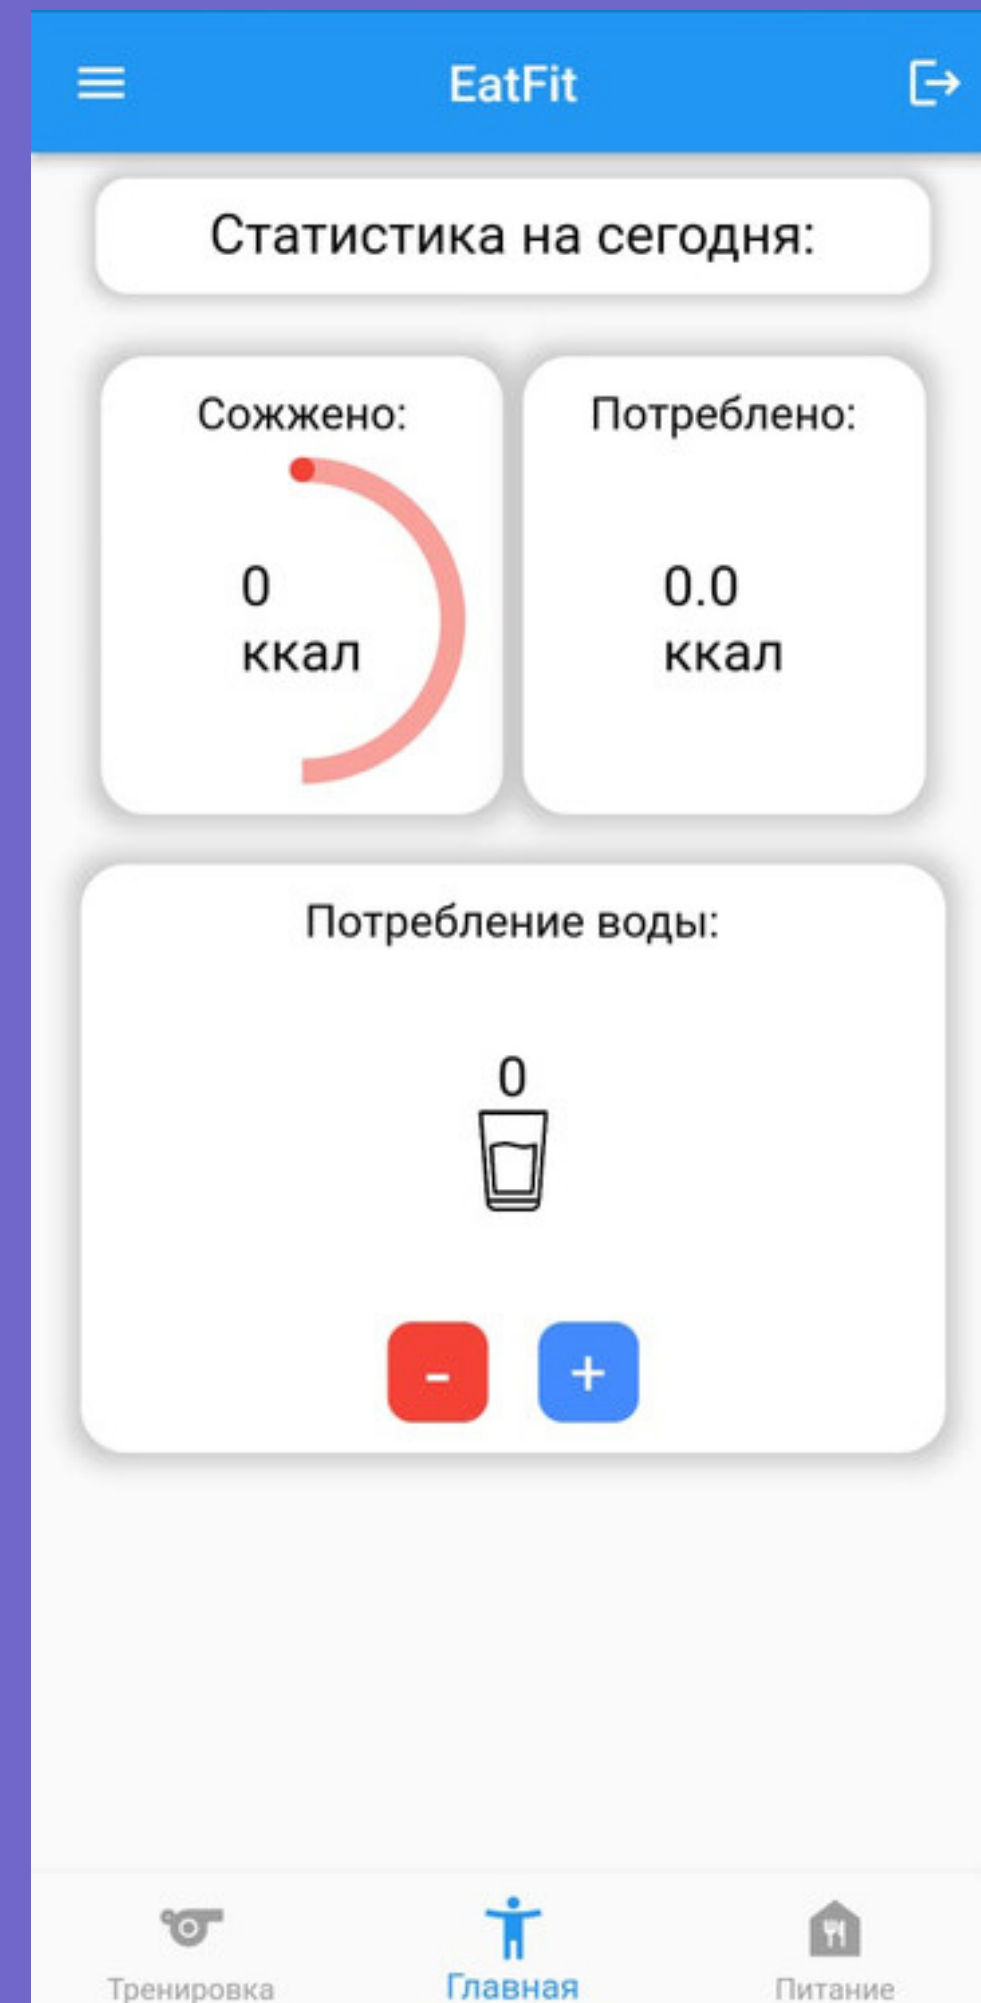 EatFit
Статистика на сегодня:
Сожжено:
0
ккал
Потреблено:
0.0
ккал
Потребление воды:
0
-
+
Тренировка
Главная
Питание